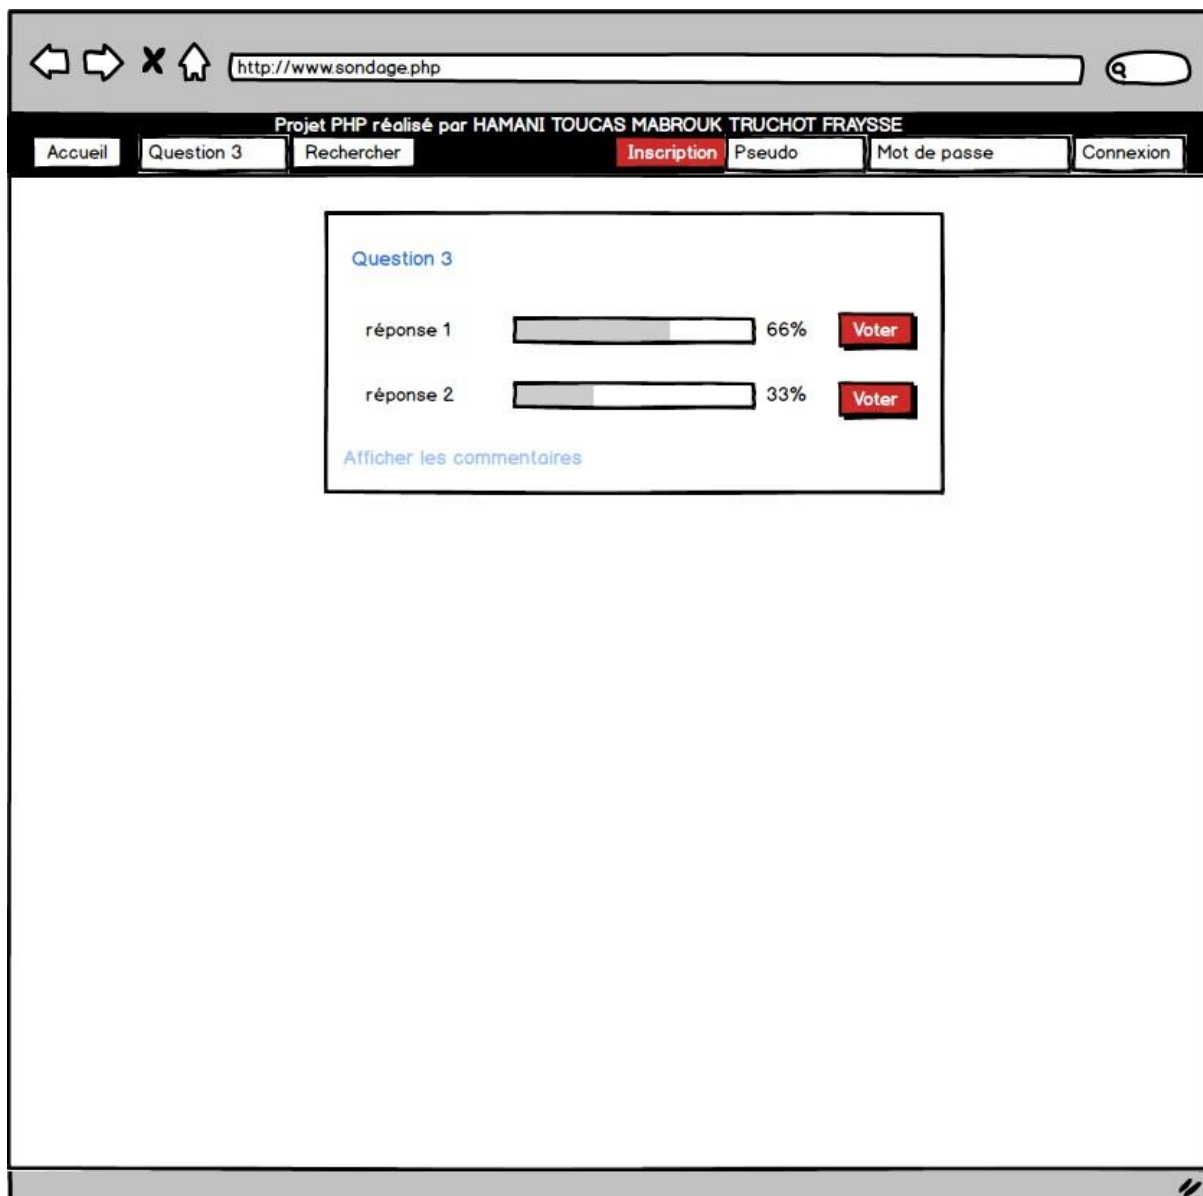 http://www.sondage.php
Projet PHP réalisé par HAMANI TOUCAS MABROUK TRUCHOT FRAYSSE
Accueil Question 3 Rechercher Inscription Pseudo Mot de passe Connexion
Question 3
réponse 1 66% Voter
réponse 2 33% Voter
Afficher les commentaires